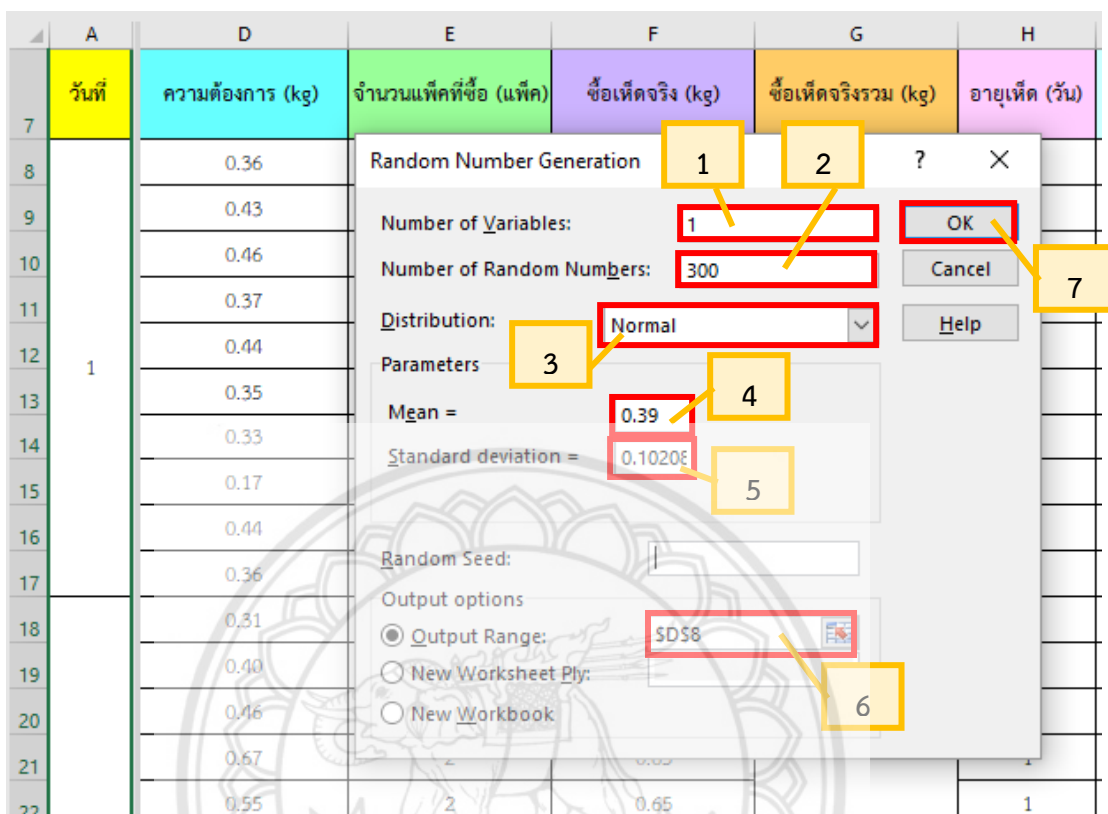 A D E F G H
7 วันที่ ความต้องการ (kg) จำนวนแพ็คที่ซื้อ (แพ็ค) ซื้อเห็ดจริง (kg) ซื้อเห็ดจริงรวม (kg) อายุเห็ด (วัน)
8 0.36
9 0.43
10 0.46
11 0.37
12 0.44
1
13 0.35
14 0.33
15 0.17
16 0.44
17 0.36
18 0.31
19 0.40
20 0.46
21 0.67 2 0.65 1
22 0.55 2 0.65 1
Random Number Generation ? ×
1 2
Number of Variables: 1 OK
Number of Random Numbers: 300 Cancel
7
Distribution: Normal Help
3
Parameters
4
Mean = 0.39
Standard deviation = 0.10208
5
Random Seed:
Output options
Output Range: $D$8
New Worksheet Ply:
6
New Workbook